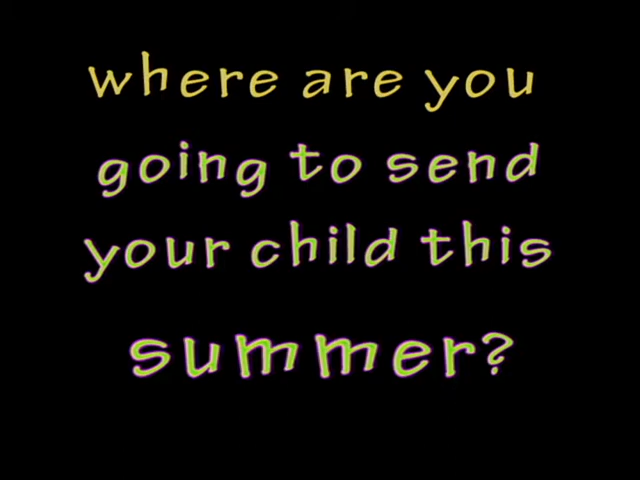 where are you
going to send
your child this
summer?